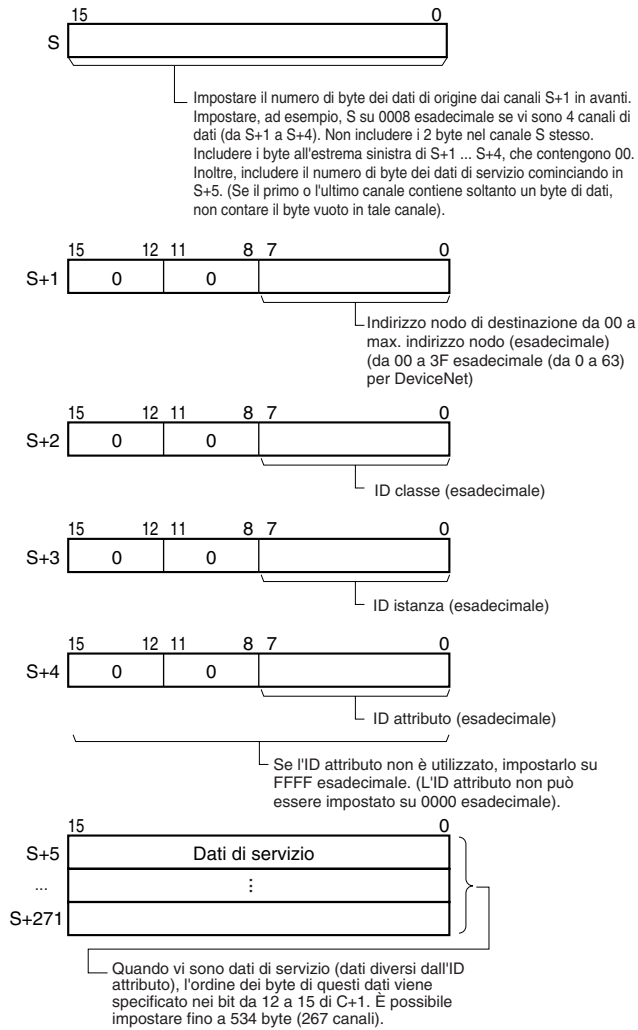 15 0
S
Impostare il numero di byte dei dati di origine dai canali S+1 in avanti.
Impostare, ad esempio, S su 0008 esadecimale se vi sono 4 canali di
dati (da S+1 a S+4). Non includere i 2 byte nel canale S stesso.
Includere i byte all'estrema sinistra di S+1 ... S+4, che contengono 00.
Inoltre, includere il numero di byte dei dati di servizio cominciando in
S+5. (Se il primo o l'ultimo canale contiene soltanto un byte di dati,
non contare il byte vuoto in tale canale).
15 12 11 8 7 0
S+1 0 0
Indirizzo nodo di destinazione da 00 a
max. indirizzo nodo (esadecimale)
(da 00 a 3F esadecimale (da 0 a 63)
per DeviceNet)
15 12 11 8 7 0
S+2 0 0
ID classe (esadecimale)
15 12 11 8 7 0
S+3 0 0
ID istanza (esadecimale)
15 12 11 8 7 0
S+4 0 0
ID attributo (esadecimale)
Se l'ID attributo non è utilizzato, impostarlo su
FFFF esadecimale. (L'ID attributo non può
essere impostato su 0000 esadecimale).
15 0
S+5 Dati di servizio
... ⋮
S+271
Quando vi sono dati di servizio (dati diversi dall'ID
attributo), l'ordine dei byte di questi dati viene
specificato nei bit da 12 a 15 di C+1. È possibile
impostare fino a 534 byte (267 canali).